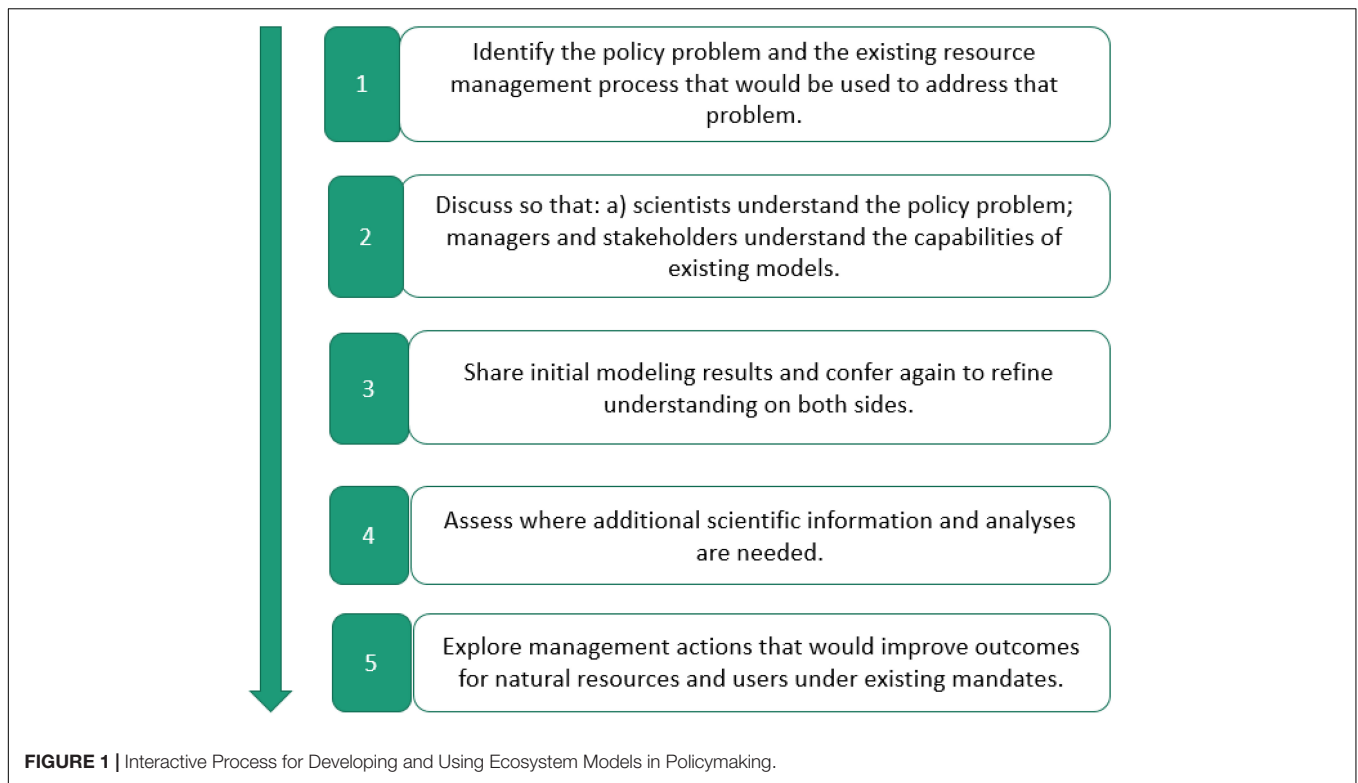 1
Identify the policy problem and the existing resource
management process that would be used to address that
problem.
2
Discuss so that: a) scientists understand the policy problem;
managers and stakeholders understand the capabilities of
existing models.
3
Share initial modeling results and confer again to refine
understanding on both sides.
4
Assess where additional scientific information and analyses
are needed.
5
Explore management actions that would improve outcomes
for natural resources and users under existing mandates.
FIGURE 1 | Interactive Process for Developing and Using Ecosystem Models in Policymaking.